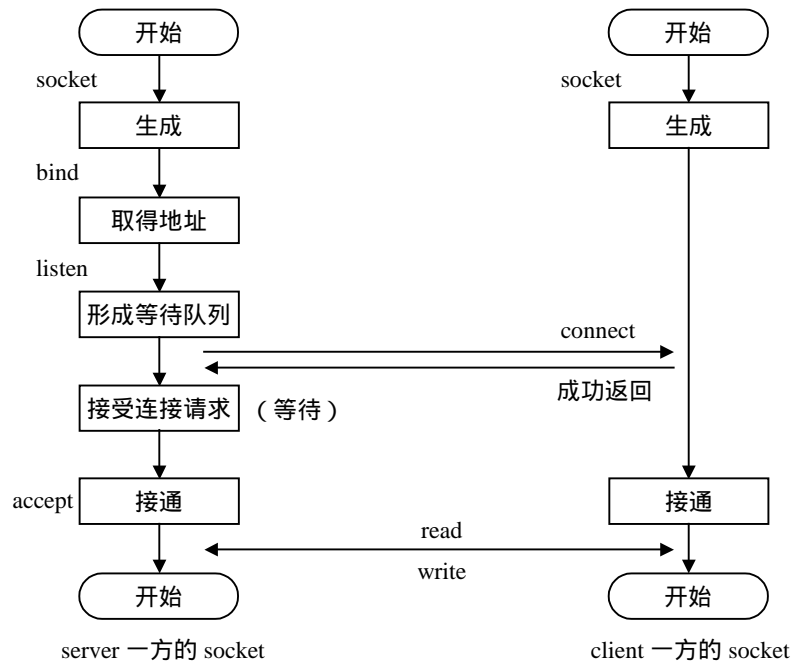 开始
开始
socket
socket
生成
生成
bind
取得地址
listen
形成等待队列
connect
成功返回
接受连接请求
（等待）
accept
接通
接通
read
write
开始
开始
server 一方的 socket
client 一方的 socket